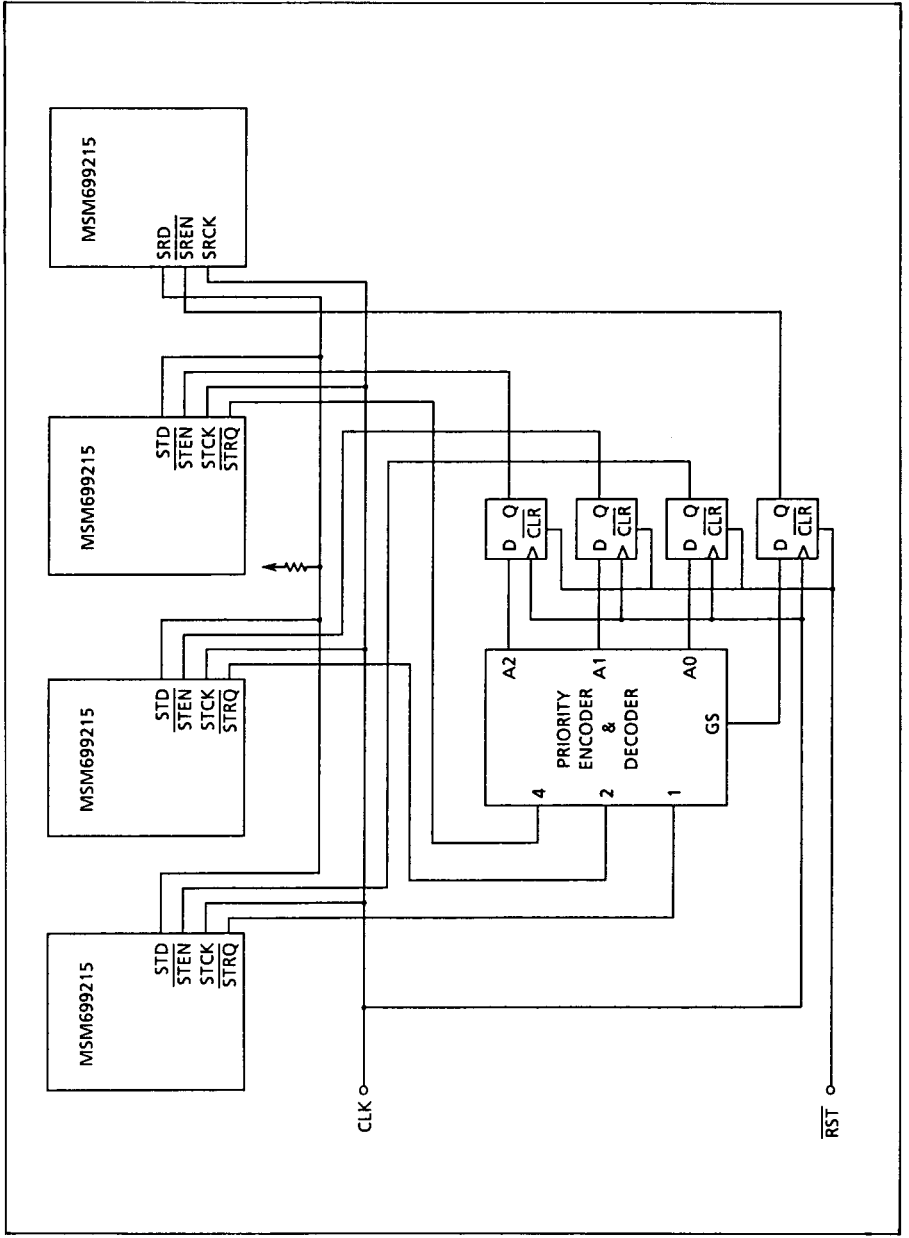 MSM699215
STD
STEN
STCK
STRQ
MSM699215
STD
STEN
STCK
STRQ
MSM699215
STD
STEN
STCK
STRQ
MSM699215
SRD
SREN
SRCK
CLK
PRIORITY
ENCODER
&
DECODER
4
2
1
A2
A1
A0
GS
D Q
CLR
D Q
CLR
D Q
CLR
D Q
CLR
RST